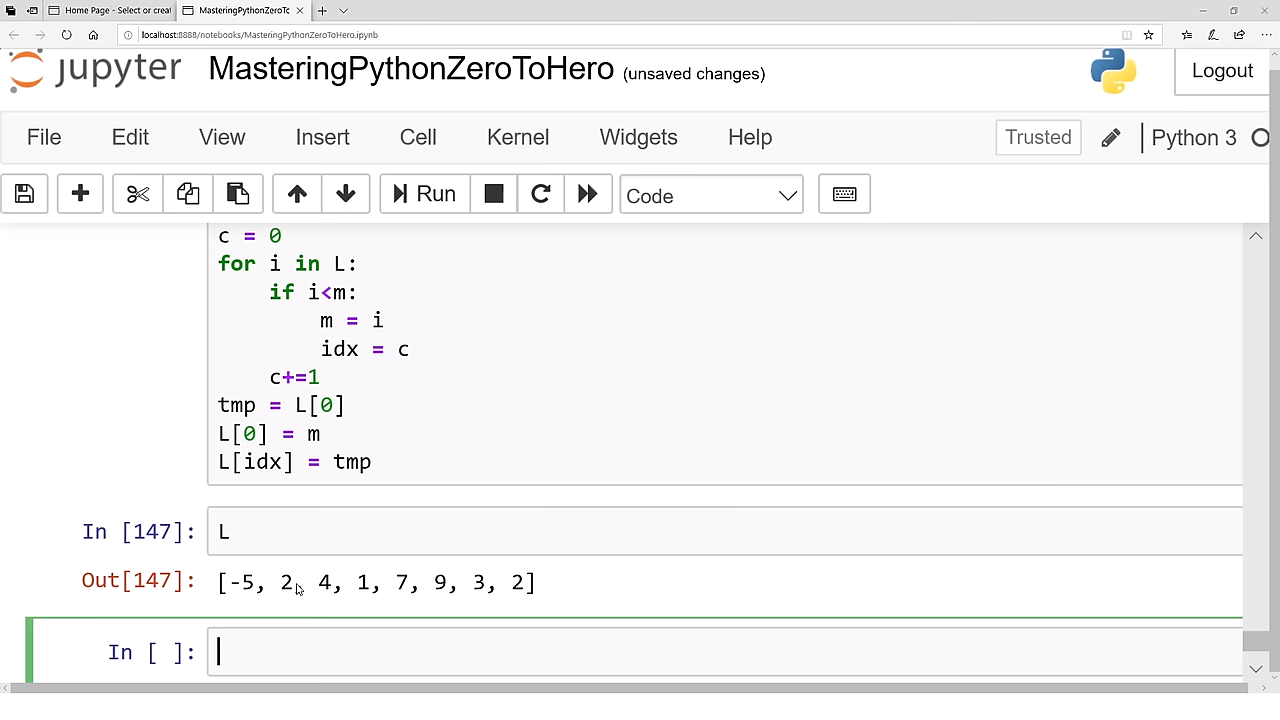 Home Page - Select or creat
MasteringPythonZeroTo
localhost:8888/notebooks/MasteringPythonZeroToHero.ipynb
jupyter MasteringPythonZeroToHero (unsaved changes) Logout
File Edit View Insert Cell Kernel Widgets Help Trusted Python 3
Run Code
c = 0
for i in L:
    if i<m:
        m = i
        idx = c
    c+=1
tmp = L[0]
L[0] = m
L[idx] = tmp
In [147]: L
Out[147]: [-5, 2, 4, 1, 7, 9, 3, 2]
In [ ]: